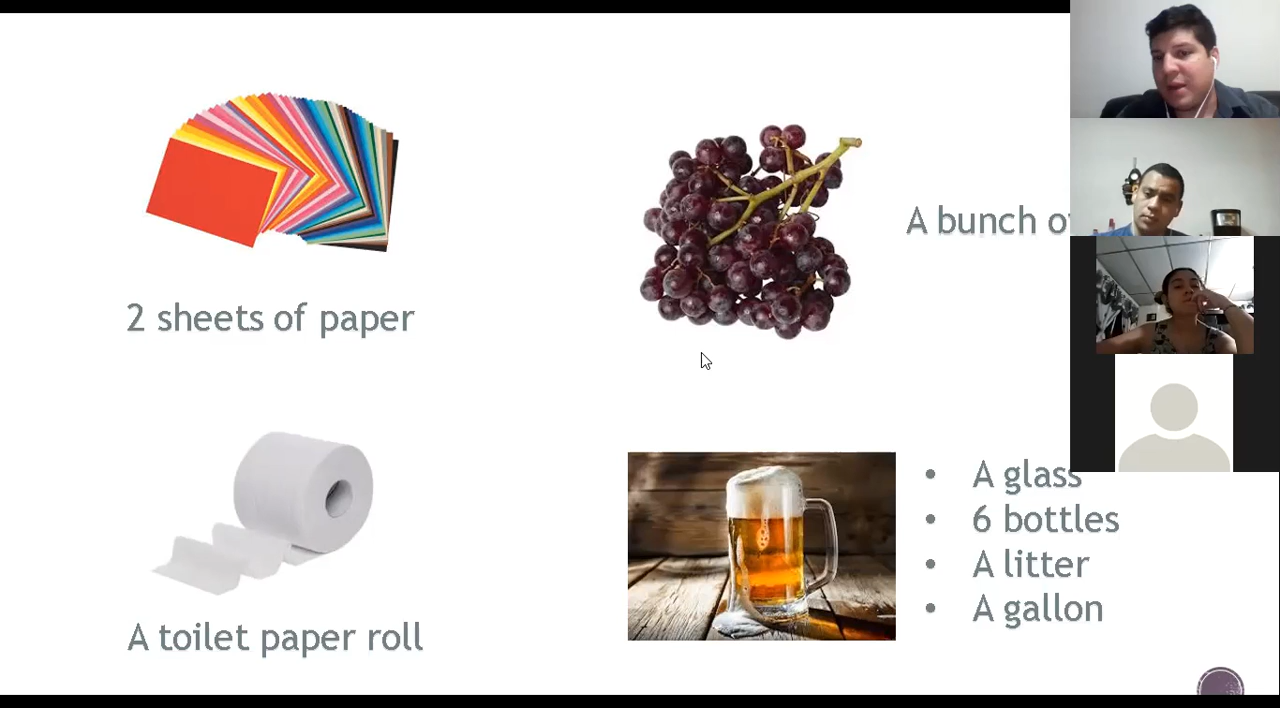 2 sheets of paper
A bunch
A toilet paper roll
• A glass
• 6 bottles
• A litter
• A gallon